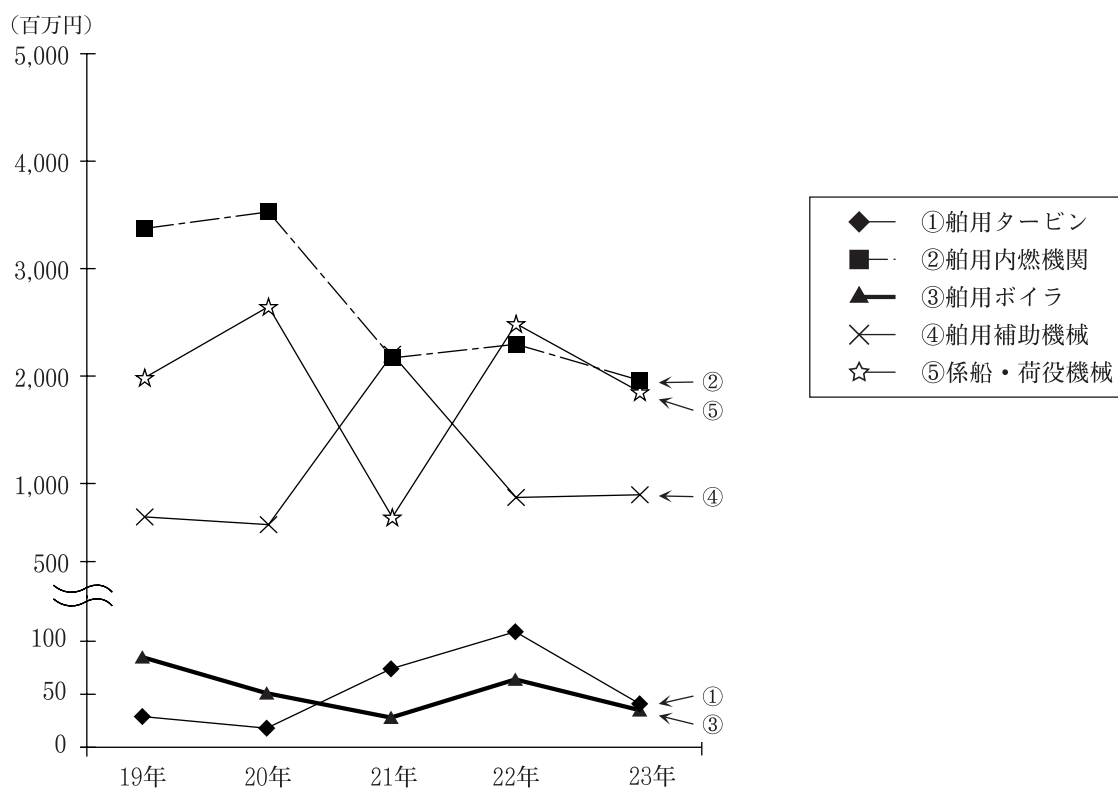 （百万円）
5,000
4,000
3,000
2,000
1,000
500
100
50
0
19年 20年 21年 22年 23年
②
⑤
④
①
③
①舶用タービン
②舶用内燃機関
③舶用ボイラ
④舶用補助機械
⑤係船・荷役機械